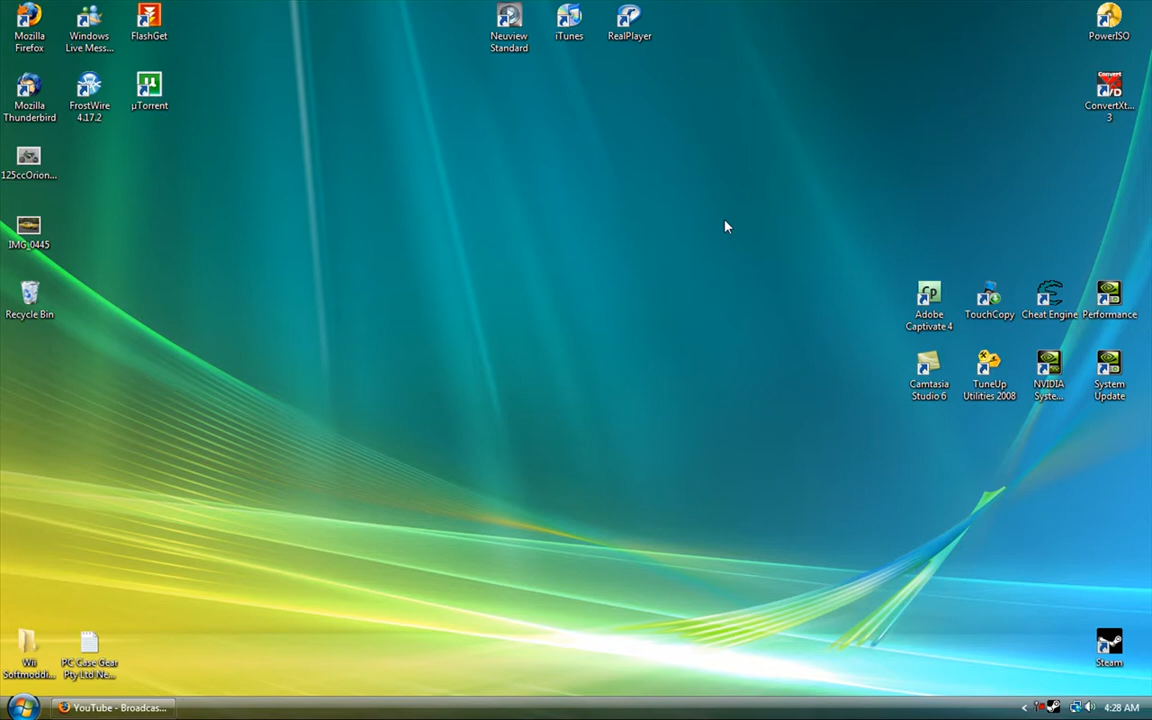 Mozilla
Firefox
Windows
Live Mess...
FlashGet
Neuview
Standard
iTunes
RealPlayer
PowerISO
Mozilla
Thunderbird
FrostWire
4.17.2
µTorrent
Convert
ConvertXt...
3
125ccOrion...
IMG_0445
Recycle Bin
Cp
Adobe
Captivate 4
TouchCopy
Cheat Engine
Performance
Camtasia
Studio 6
TuneUp
Utilities 2008
NVIDIA
Syste...
System
Update
Wii
Softmoddi...
PC Case Gear
Pty Ltd Ne...
Steam
YouTube - Broadcas...
4:28 AM